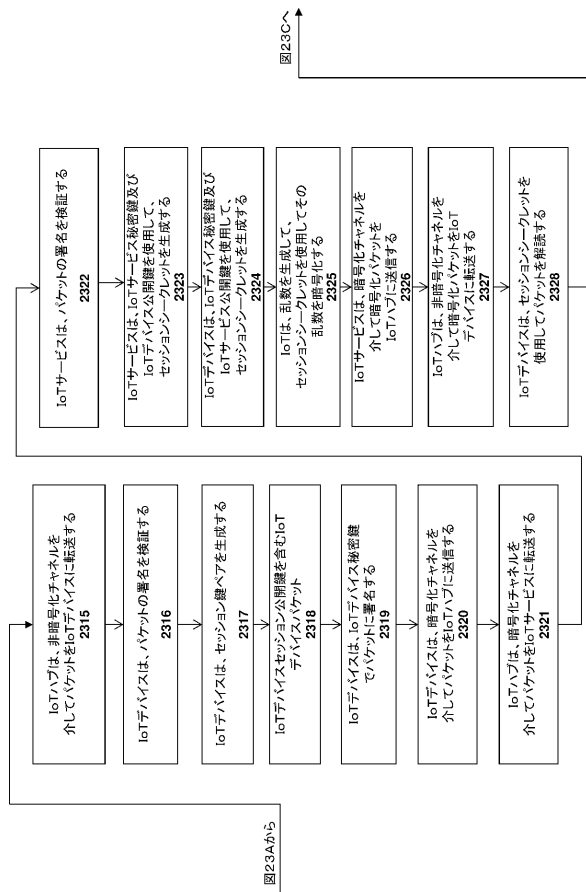 図23Aから
IoTハブは、非暗号化チャネルを
介してパケットをIoTデバイスに転送する
2315
IoTデバイスは、パケットの署名を検証する
2316
IoTデバイスは、セッション鍵ペアを生成する
2317
IoTデバイスセッション公開鍵を含むIoT
デバイスパケット
2318
IoTデバイスは、IoTデバイス秘密鍵
でパケットに署名する
2319
IoTデバイスは、暗号化チャネルを
介してパケットをIoTハブに送信する
2320
IoTハブは、暗号化チャネルを
介してパケットをIoTサービスに転送する
2321
IoTサービスは、パケットの署名を検証する
2322
IoTサービスは、IoTサービス秘密鍵及び
IoTデバイス公開鍵を使用して、
セッションシークレットを生成する
2323
IoTデバイスは、IoTデバイス秘密鍵及び
IoTサービス公開鍵を使用して、
セッションシークレットを生成する
2324
IoTは、乱数を生成して、
セッションシークレットを使用してその
乱数を暗号化する
2325
IoTサービスは、暗号化チャネルを
介して暗号化パケットを
IoTハブに送信する
2326
IoTハブは、非暗号化チャネルを
介して暗号化パケットをIoT
デバイスに転送する
2327
IoTデバイスは、セッションシークレットを
使用してパケットを解読する
2328
図23Cへ